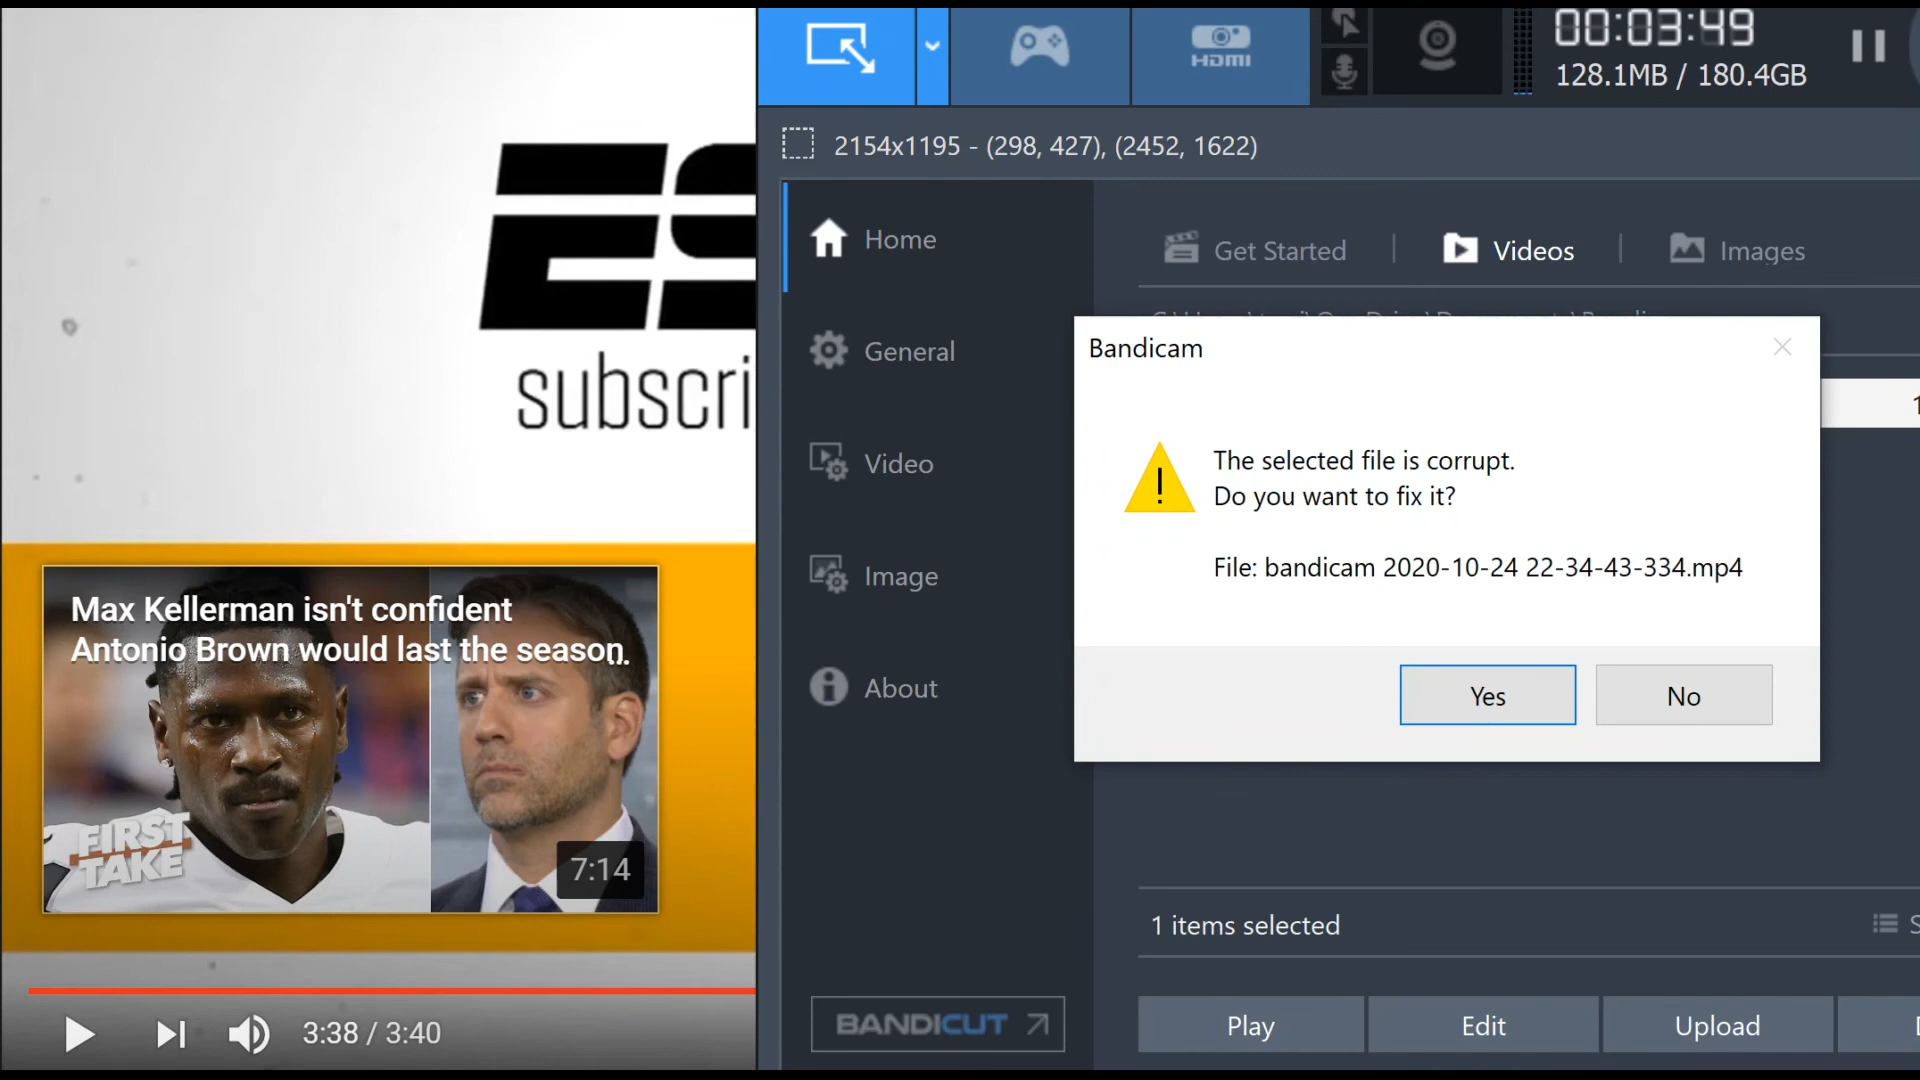 ES
subscri
Max Kellerman isn't confident
Antonio Brown would last the season...
FIRST
TAKE
7:14
3:38 / 3:40
HDMI
00:03:49
128.1MB / 180.4GB
2154x1195 - (298, 427), (2452, 1622)
Home
General
Video
Image
About
BANDICUT
Get Started
Videos
Images
Bandicam
The selected file is corrupt.
Do you want to fix it?
File: bandicam 2020-10-24 22-34-43-334.mp4
Yes
No
1
1 items selected
S
Play
Edit
Upload